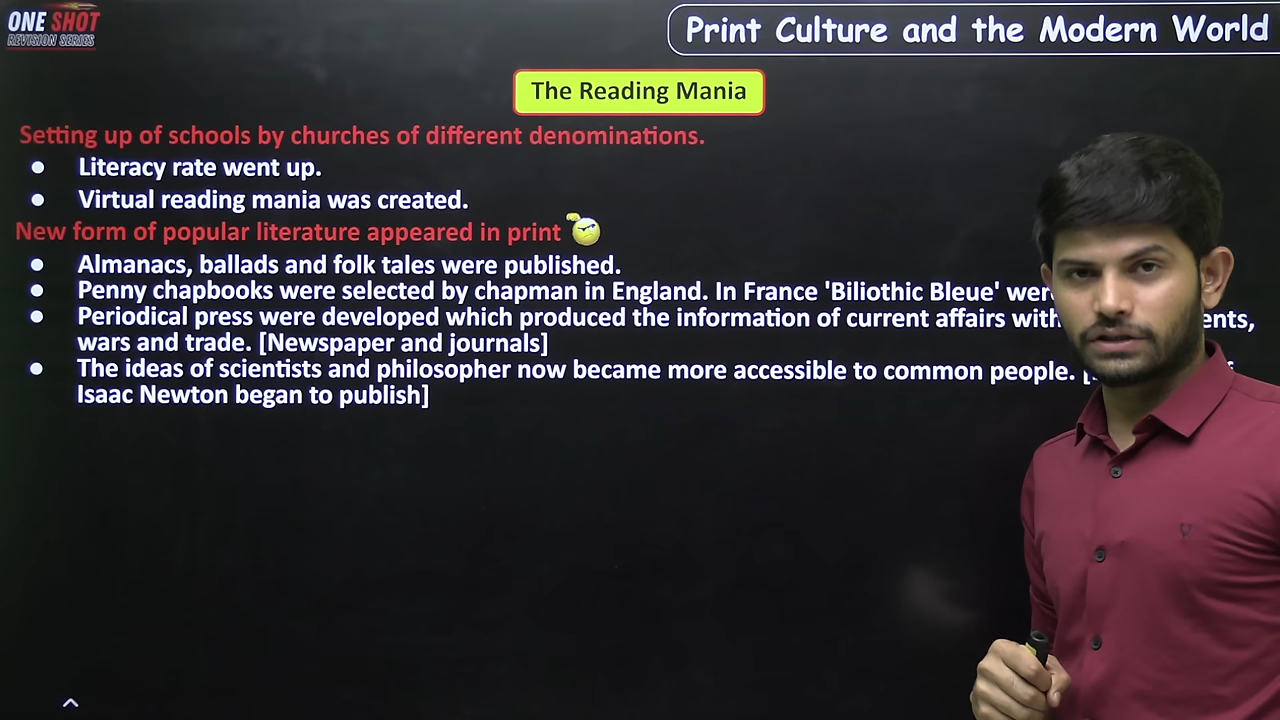 ONE SHOT
REVISION SERIES
Print Culture and the Modern World
The Reading Mania
Setting up of schools by churches of different denominations.
● Literacy rate went up.
● Virtual reading mania was created.
New form of popular literature appeared in print
● Almanacs, ballads and folk tales were published.
● Penny chapbooks were selected by chapman in England. In France 'Biliothic Bleue'
● Periodical press were developed which produced the information of current affairs
wars and trade. [Newspaper and journals]
● The ideas of scientists and philosopher now became more accessible to common people. [
Isaac Newton began to publish]